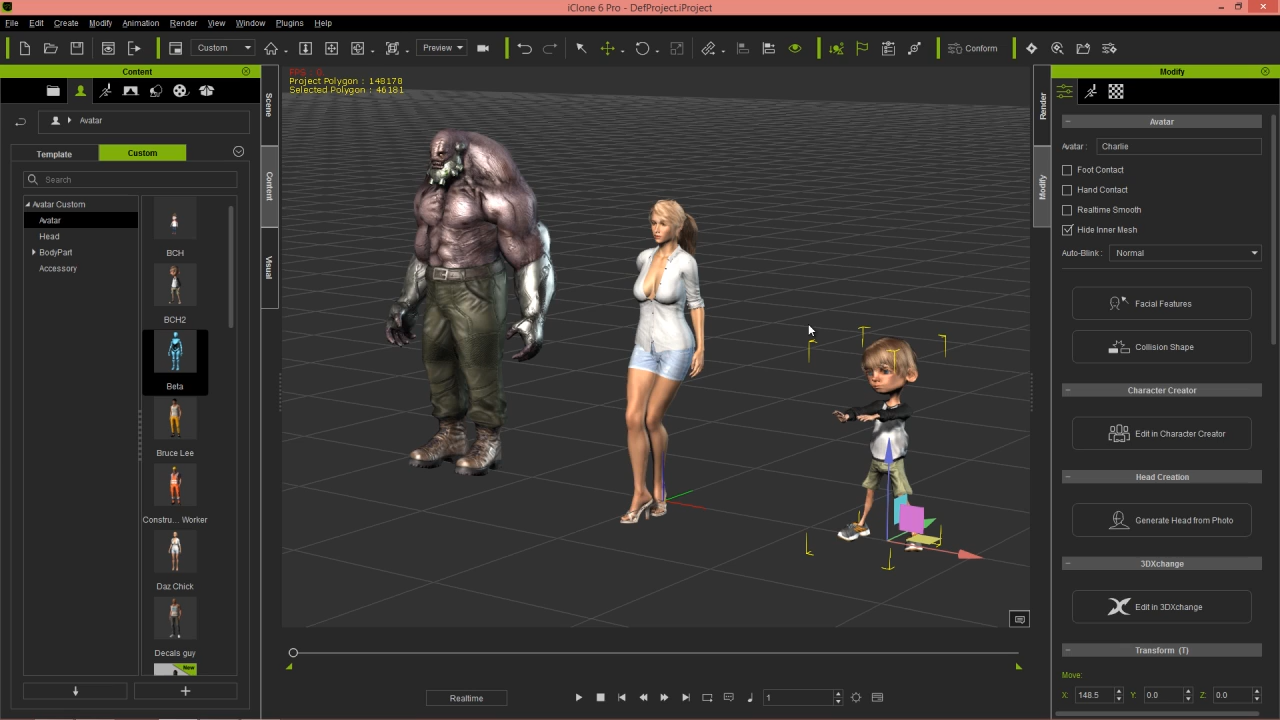 iClone 6 Pro - DefProject.iProject
File Edit Create Modify Animation Render View Window Plugins Help
Custom Preview Conform
Content
Avatar
Template Custom
Search
Avatar Custom
Avatar
Head
BodyPart
Accessory
BCH
BCH2
Beta
Bruce Lee
Constru... Worker
Daz Chick
Decals guy
New
Scene
Content
Visual
FPS : 0
Project Polygon : 148178
Selected Polygon : 46181
Realtime
1
Render
Modify
Modify
Avatar
Avatar : Charlie
Foot Contact
Hand Contact
Realtime Smooth
Hide Inner Mesh
Auto-Blink : Normal
Facial Features
Collision Shape
Character Creator
Edit in Character Creator
Head Creation
Generate Head from Photo
3DXchange
Edit in 3DXchange
Transform (T)
Move:
X: 148.5 Y: 0.0 Z: 0.0